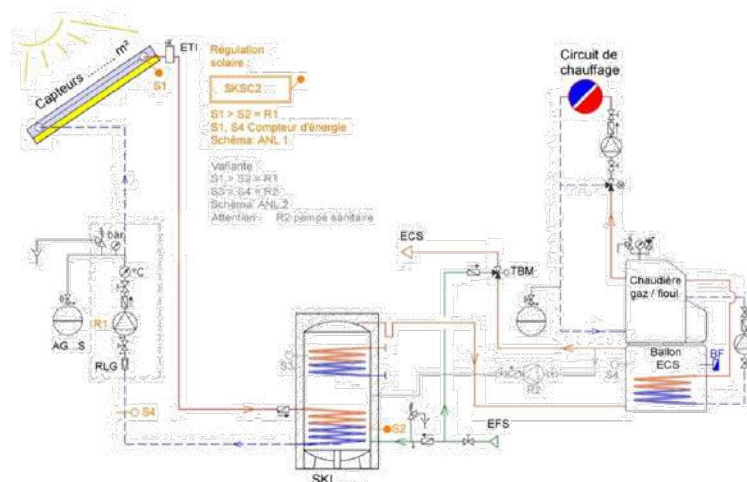 ETI
Capteurs ......... m²
S1
Régulation
solaire :
SKSC2
S1 > S2 = R1
S1, S4 Compteur d'énergie
Schéma: ANL 1
Variante
S1 > S2 = R1
S3 > S4 = R2
Schéma: ANL 2
Attention : R2 pompe sanitaire
Circuit de
chauffage
bar
°C
R1
AG...S
RLG
S4
ECS
TBM
Chaudière
gaz / fioul
Ballon
ECS
BF
S3
R2
S4
S2
EFS
SKL